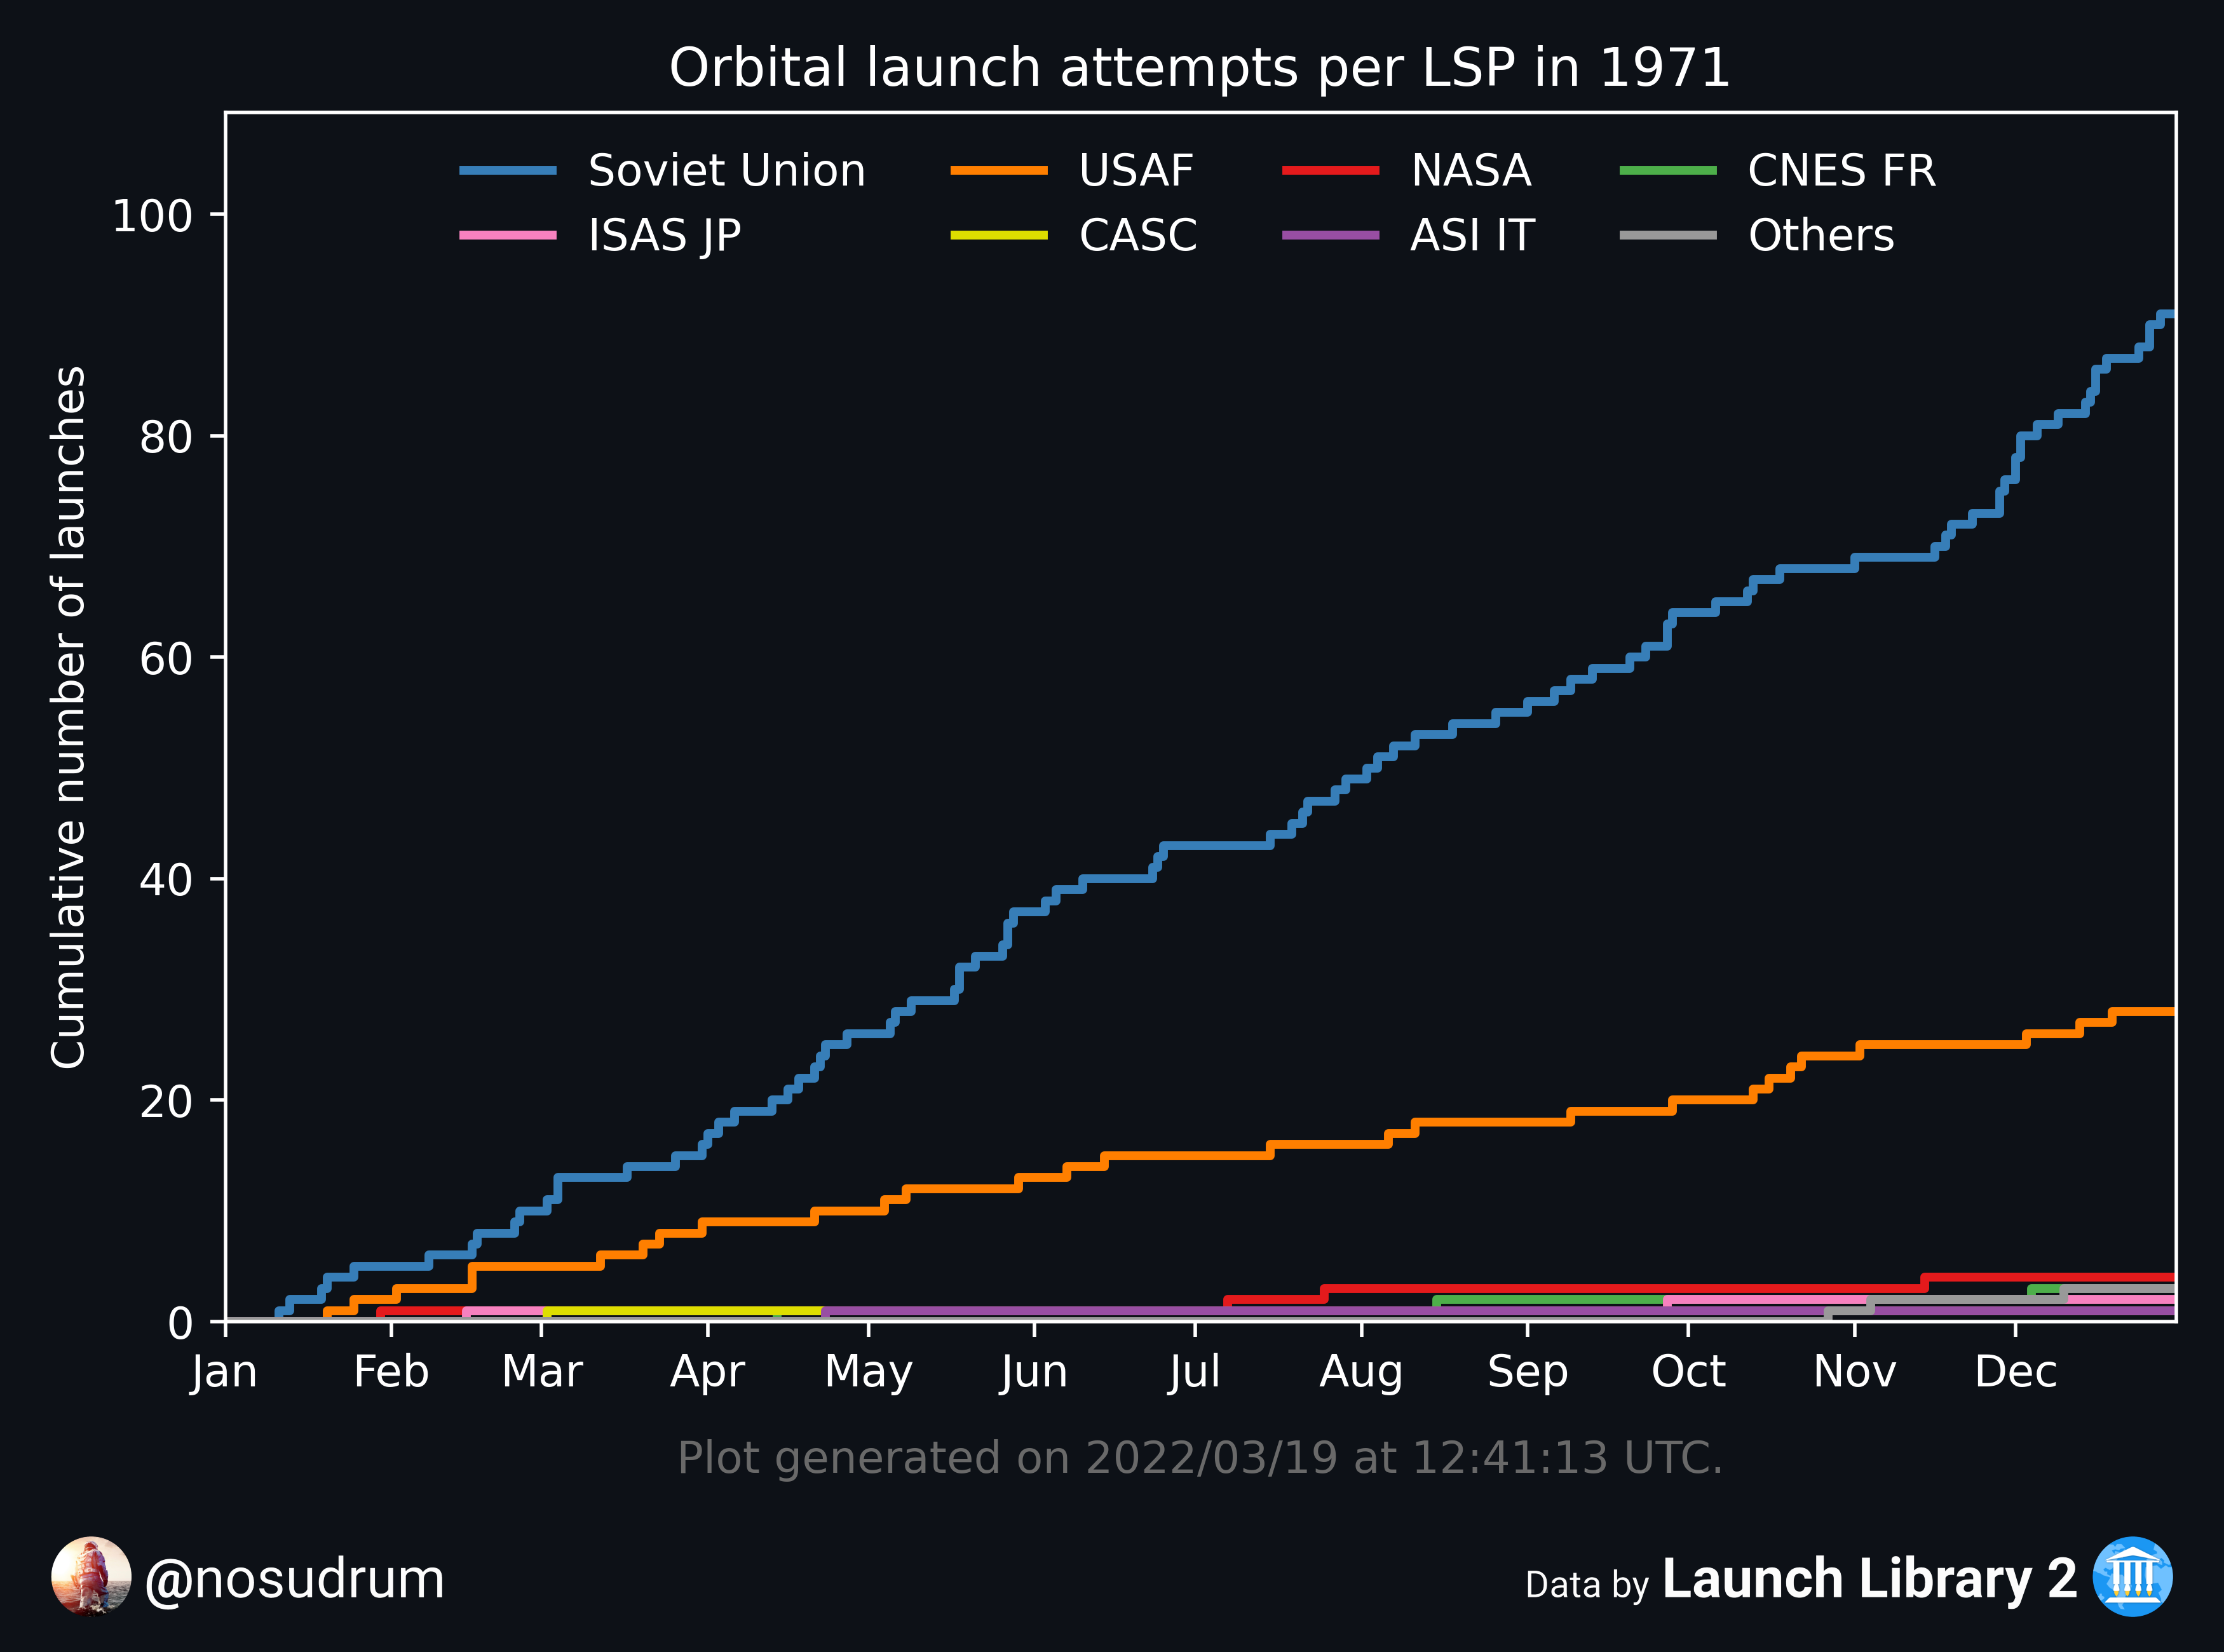 Orbital launch attempts per LSP in 1971
Soviet Union USAF NASA CNES FR
ISAS JP CASC ASI IT Others
Cumulative number of launches
100
80
60
40
20
0
Jan Feb Mar Apr May Jun Jul Aug Sep Oct Nov Dec
Plot generated on 2022/03/19 at 12:41:13 UTC.
@nosudrum
Data by Launch Library 2